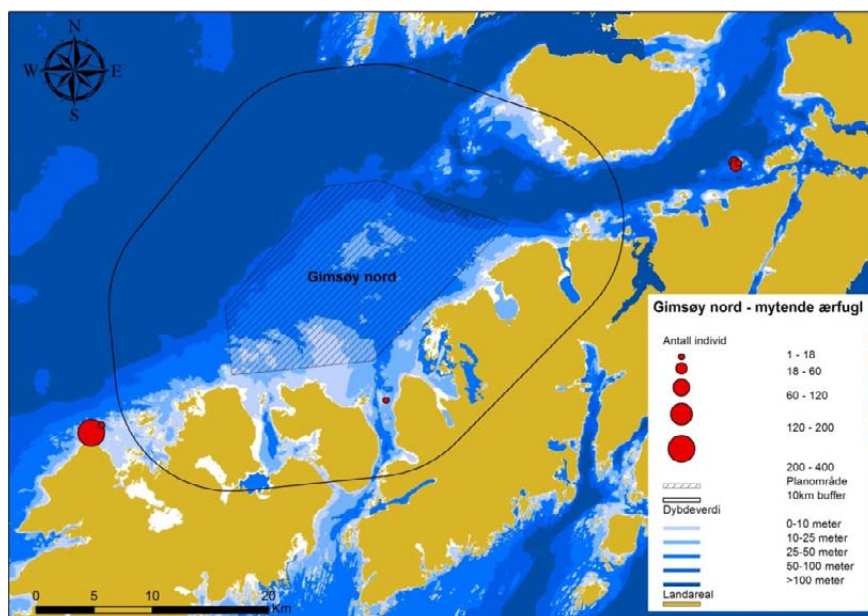 N
W E
S
Gimsøy nord
Gimsøy nord - mytende ærfugl
Antall individ
1 - 18
18 - 60
60 - 120
120 - 200
200 - 400
Planområde
10km buffer
Dybdeverdi
0-10 meter
10-25 meter
25-50 meter
50-100 meter
>100 meter
Landareal
0 5 10 20
Km